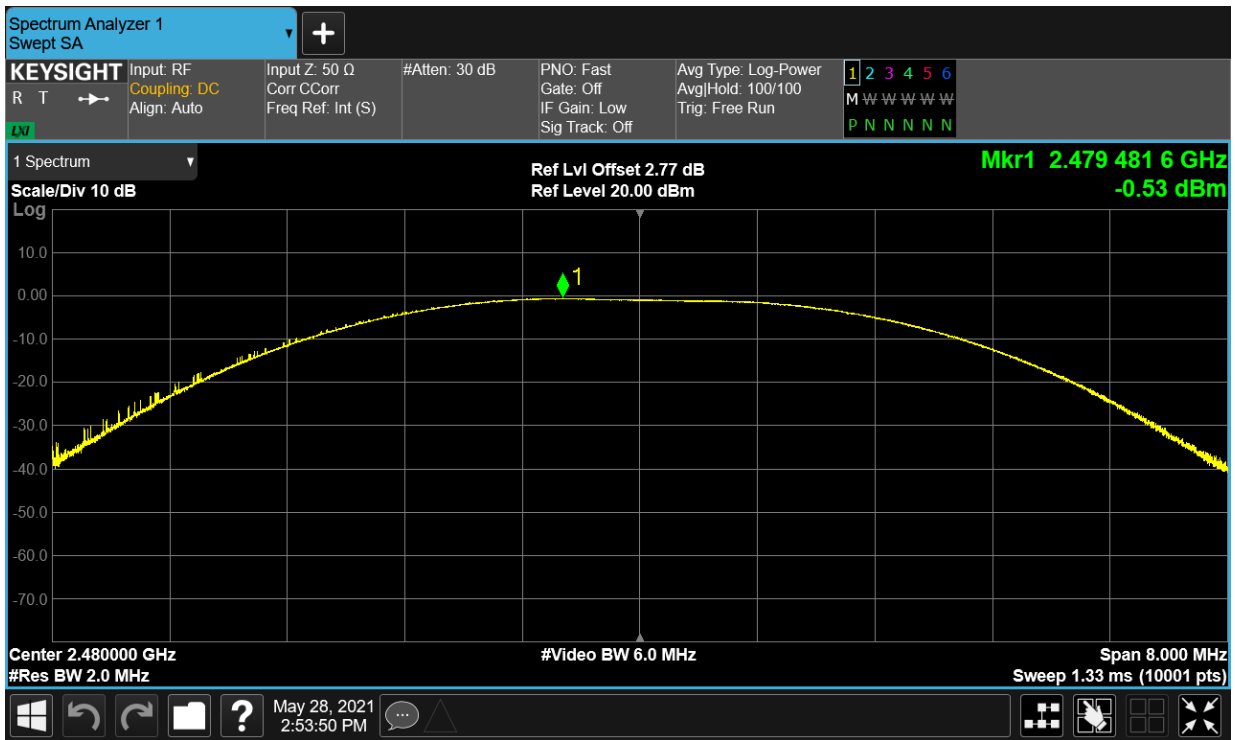 Spectrum Analyzer 1
Swept SA
KEYSIGHT
R T
LXI
Input: RF
Coupling: DC
Align: Auto
Input Z: 50 Ω
Corr CCorr
Freq Ref: Int (S)
#Atten: 30 dB
PNO: Fast
Gate: Off
IF Gain: Low
Sig Track: Off
Avg Type: Log-Power
Avg|Hold: 100/100
Trig: Free Run
1 2 3 4 5 6
M W W W W W
P N N N N N
1 Spectrum
Scale/Div 10 dB
Log
Ref Lvl Offset 2.77 dB
Ref Level 20.00 dBm
Mkr1 2.479 481 6 GHz
-0.53 dBm
10.0
0.00
-10.0
-20.0
-30.0
-40.0
-50.0
-60.0
-70.0
1
Center 2.480000 GHz
#Res BW 2.0 MHz
#Video BW 6.0 MHz
Span 8.000 MHz
Sweep 1.33 ms (10001 pts)
?
May 28, 2021
2:53:50 PM